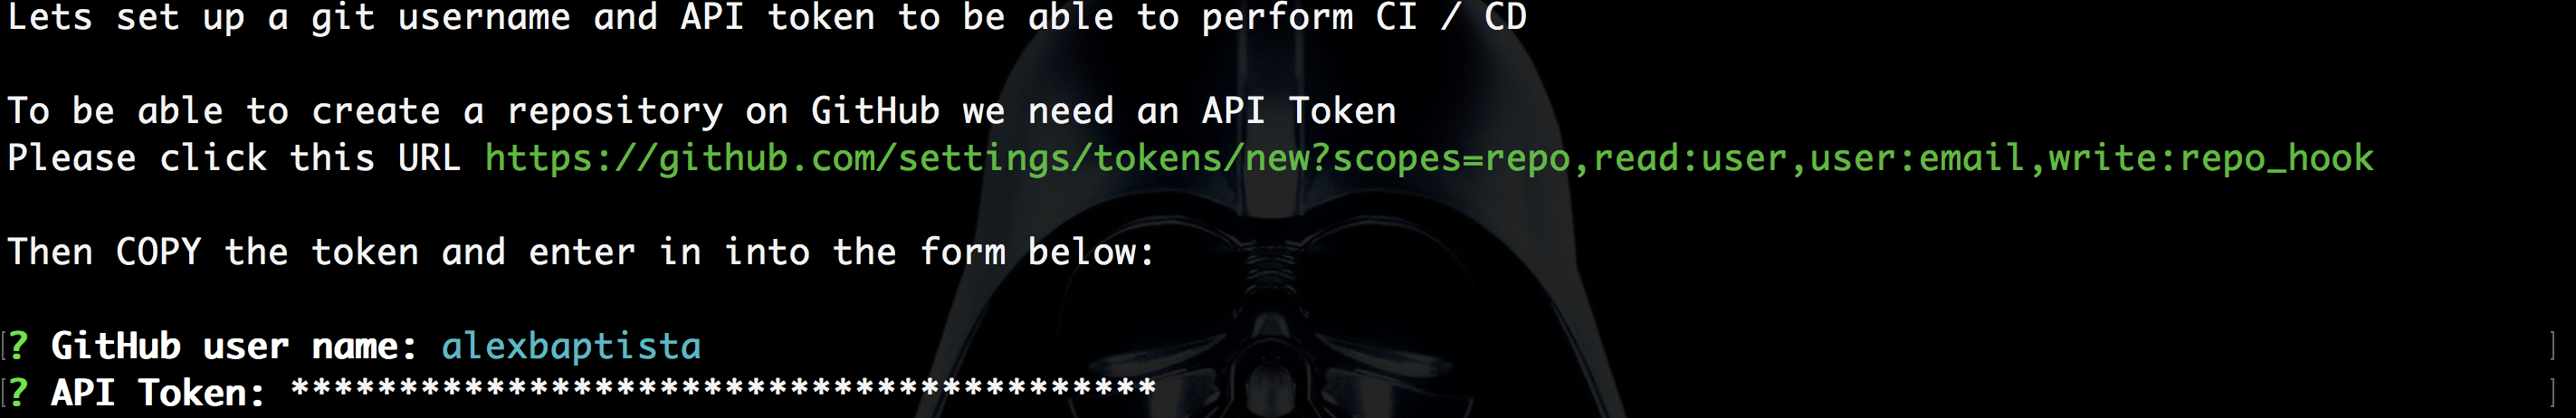 Lets set up a git username and API token to be able to perform CI / CD
To be able to create a repository on GitHub we need an API Token
Please click this URL https://github.com/settings/tokens/new?scopes=repo,read:user,user:email,write:repo_hook
Then COPY the token and enter in into the form below:
[? GitHub user name: alexbaptista ]
[? API Token: **************************************** ]